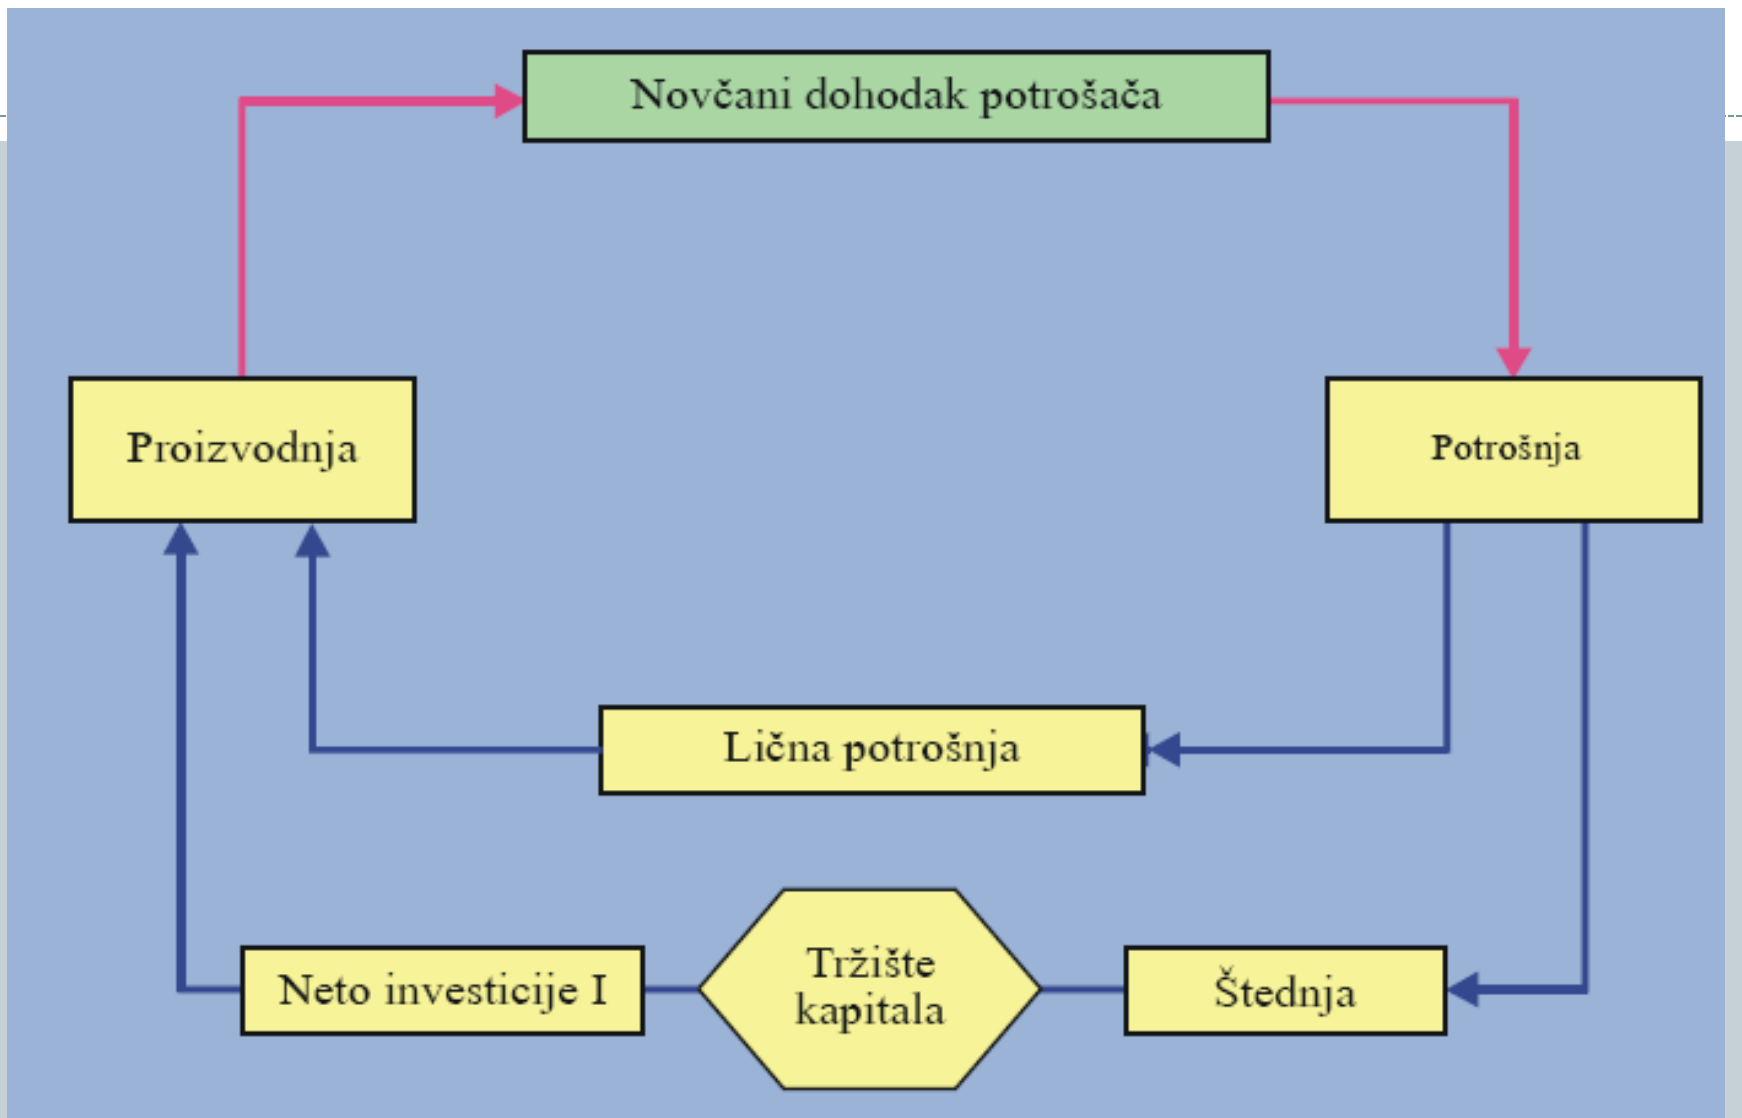 Novčani dohodak potrošača
Proizvodnja
Potrošnja
Lična potrošnja
Neto investicije I
Tržište
kapitala
Štednja